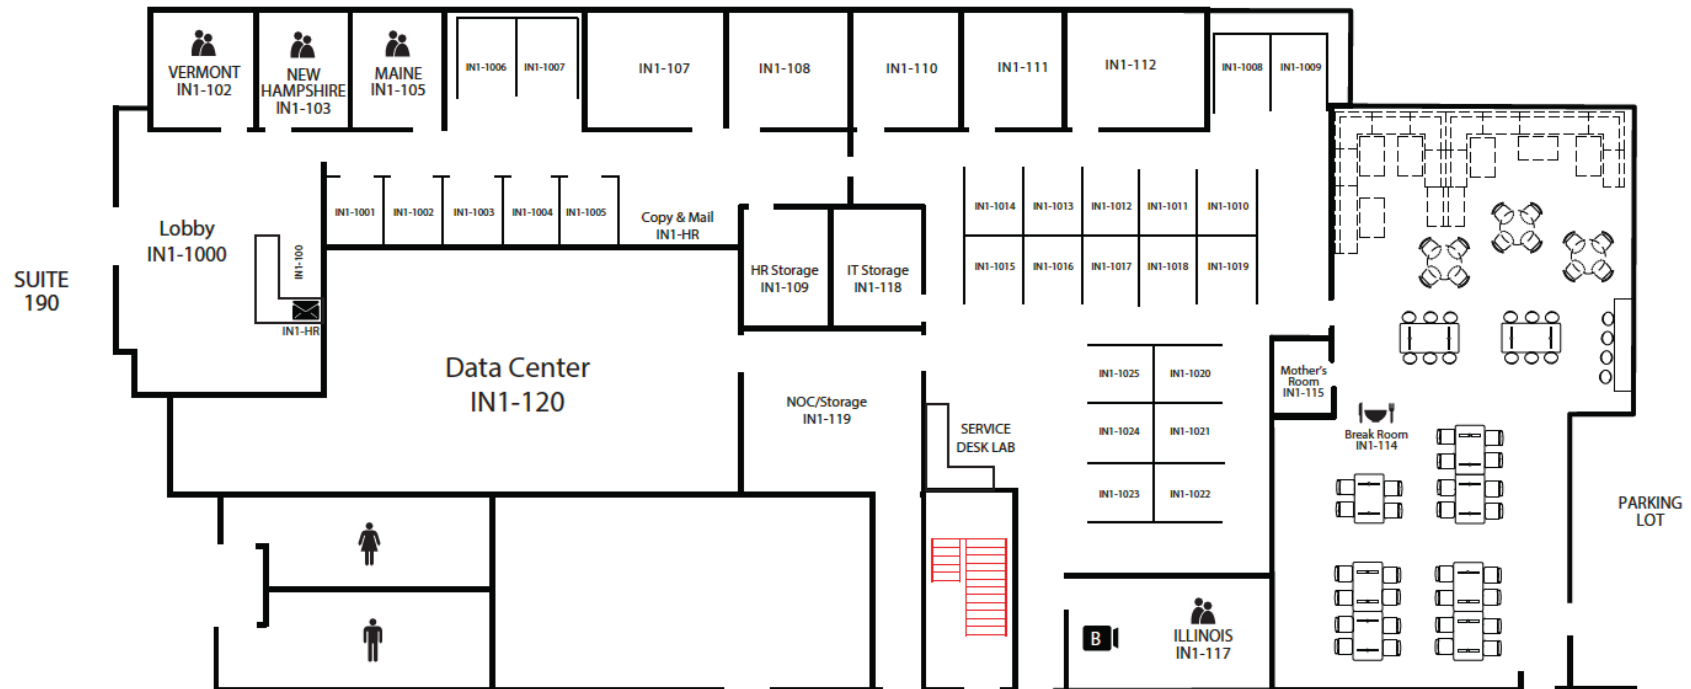 VERMONT
IN1-102
NEW
HAMPSHIRE
IN1-103
MAINE
IN1-105
IN1-1006
IN1-1007
IN1-107
IN1-108
IN1-110
IN1-111
IN1-112
IN1-1008
IN1-1009
IN1-1001
IN1-1002
IN1-1003
IN1-1004
IN1-1005
Copy & Mail
IN1-HR
IN1-1014
IN1-1013
IN1-1012
IN1-1011
IN1-1010
Lobby
IN1-1000
IN1-100
IN1-HR
SUITE
190
HR Storage
IN1-109
IT Storage
IN1-118
IN1-1015
IN1-1016
IN1-1017
IN1-1018
IN1-1019
Data Center
IN1-120
NOC/Storage
IN1-119
SERVICE
DESK LAB
IN1-1025
IN1-1020
IN1-1024
IN1-1021
IN1-1023
IN1-1022
Mother's
Room
IN1-115
Break Room
IN1-114
PARKING
LOT
B
ILLINOIS
IN1-117